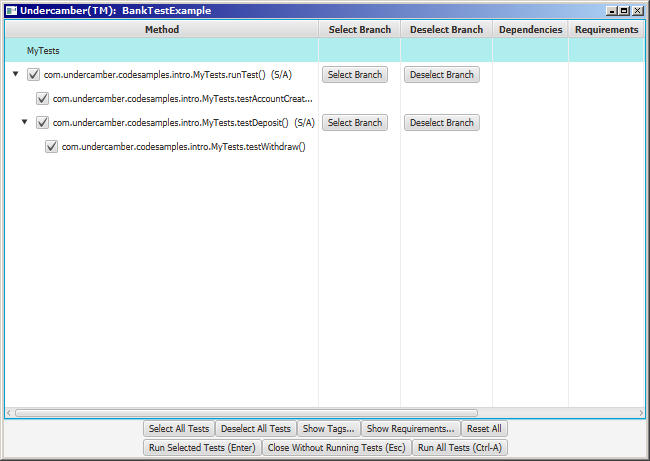 Undercamber(TM): BankTestExample
Method Select Branch Deselect Branch Dependencies Requirements
MyTests
com.undercamber.codesamples.intro.MyTests.runTest() (S/A) Select Branch Deselect Branch
com.undercamber.codesamples.intro.MyTests.testAccountCreat...
com.undercamber.codesamples.intro.MyTests.testDeposit() (S/A) Select Branch Deselect Branch
com.undercamber.codesamples.intro.MyTests.testWithdraw()
Select All Tests Deselect All Tests Show Tags... Show Requirements... Reset All
Run Selected Tests (Enter) Close Without Running Tests (Esc) Run All Tests (Ctrl-A)